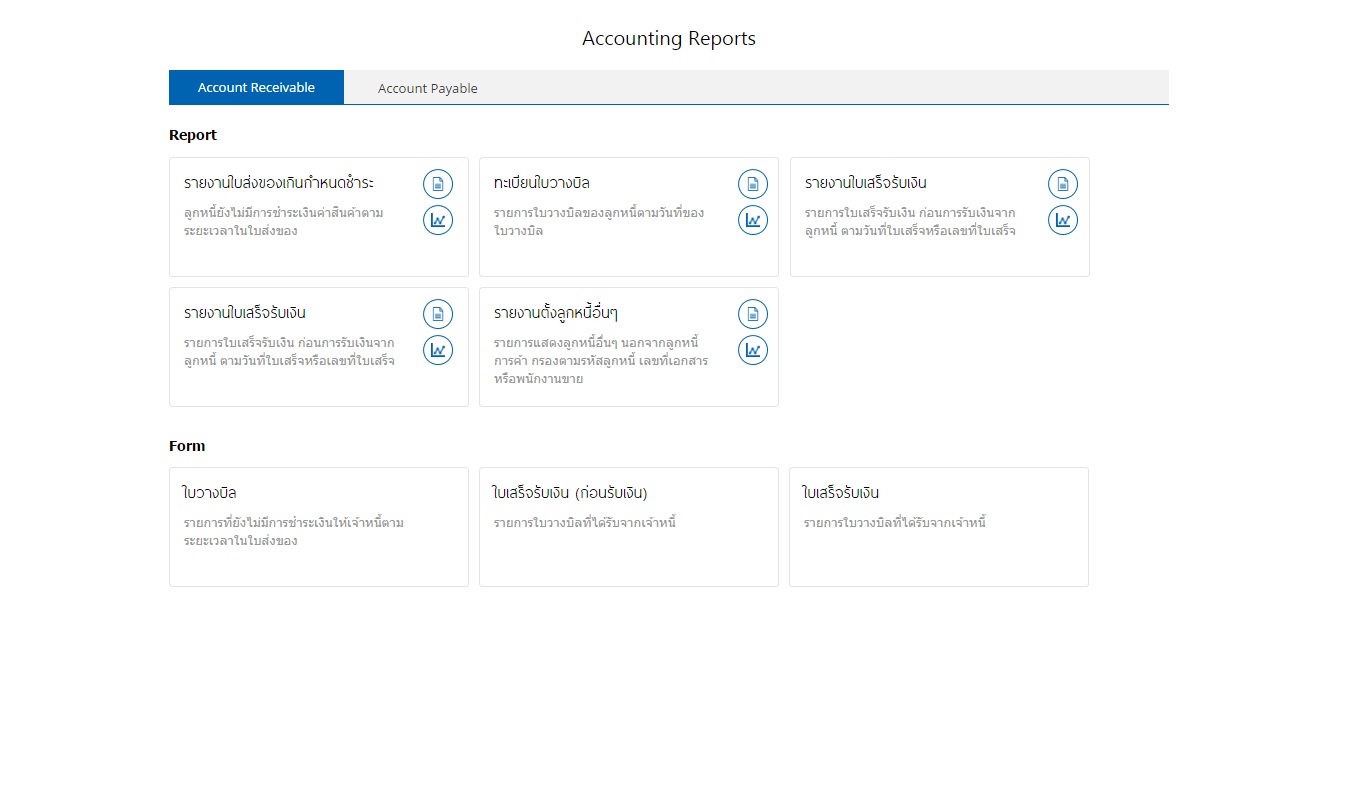 Accounting Reports
Account Receivable
Account Payable
Report
รายงานใบส่งของเกินกำหนดชำระ
ลูกหนี้ยังไม่มีการชำระเงินค่าสินค้าตาม
ระยะเวลาในใบส่งของ
ทะเบียนใบวางบิล
รายการใบวางบิลของลูกหนี้ตามวันที่ของ
ใบวางบิล
รายงานใบเสร็จรับเงิน
รายการใบเสร็จรับเงิน ก่อนการรับเงินจาก
ลูกหนี้ ตามวันที่ใบเสร็จหรือเลขที่ใบเสร็จ
รายงานใบเสร็จรับเงิน
รายการใบเสร็จรับเงิน ก่อนการรับเงินจาก
ลูกหนี้ ตามวันที่ใบเสร็จหรือเลขที่ใบเสร็จ
รายงานตั้งลูกหนี้อื่นๆ
รายการแสดงลูกหนี้อื่นๆ นอกจากลูกหนี้
การค้า กรองตามรหัสลูกหนี้ เลขที่เอกสาร
หรือพนักงานขาย
Form
ใบวางบิล
รายการที่ยังไม่มีการชำระเงินให้เจ้าหนี้ตาม
ระยะเวลาในใบส่งของ
ใบเสร็จรับเงิน (ก่อนรับเงิน)
รายการใบวางบิลที่ได้รับจากเจ้าหนี้
ใบเสร็จรับเงิน
รายการใบวางบิลที่ได้รับจากเจ้าหนี้